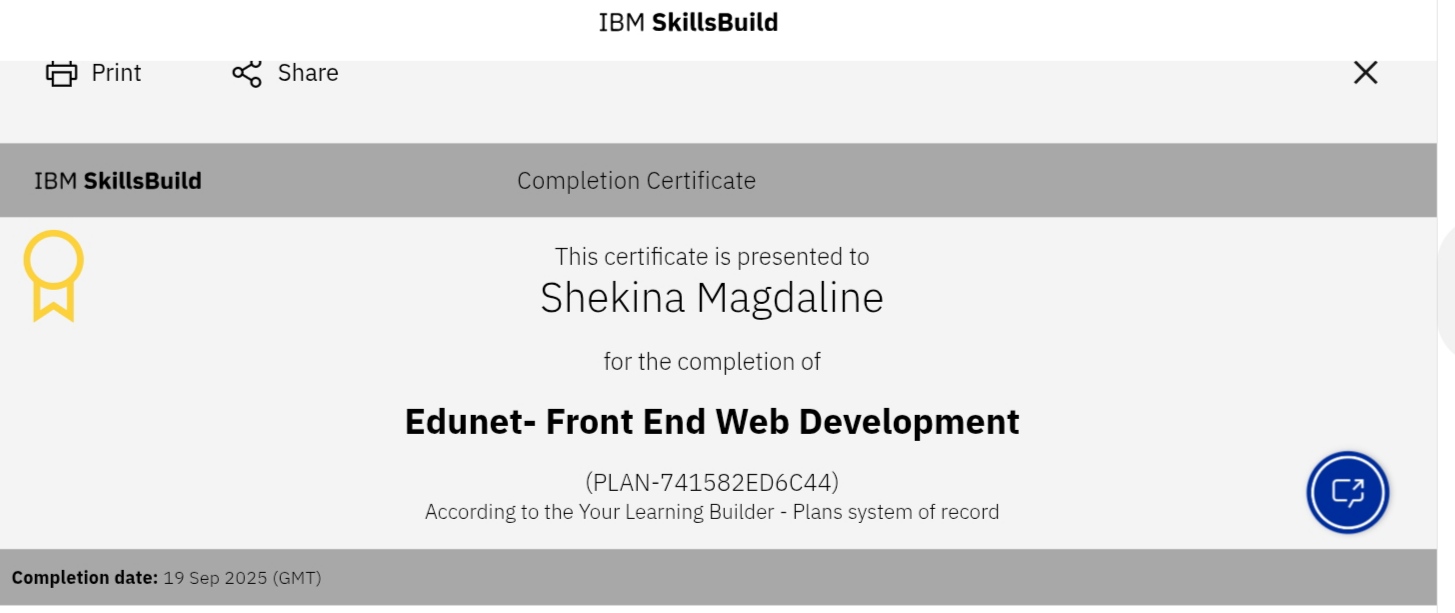 IBM SkillsBuild
Print
Share
IBM SkillsBuild
Completion Certificate
This certificate is presented to
Shekina Magdaline
for the completion of
Edunet- Front End Web Development
(PLAN-741582ED6C44)
According to the Your Learning Builder - Plans system of record
Completion date: 19 Sep 2025 (GMT)